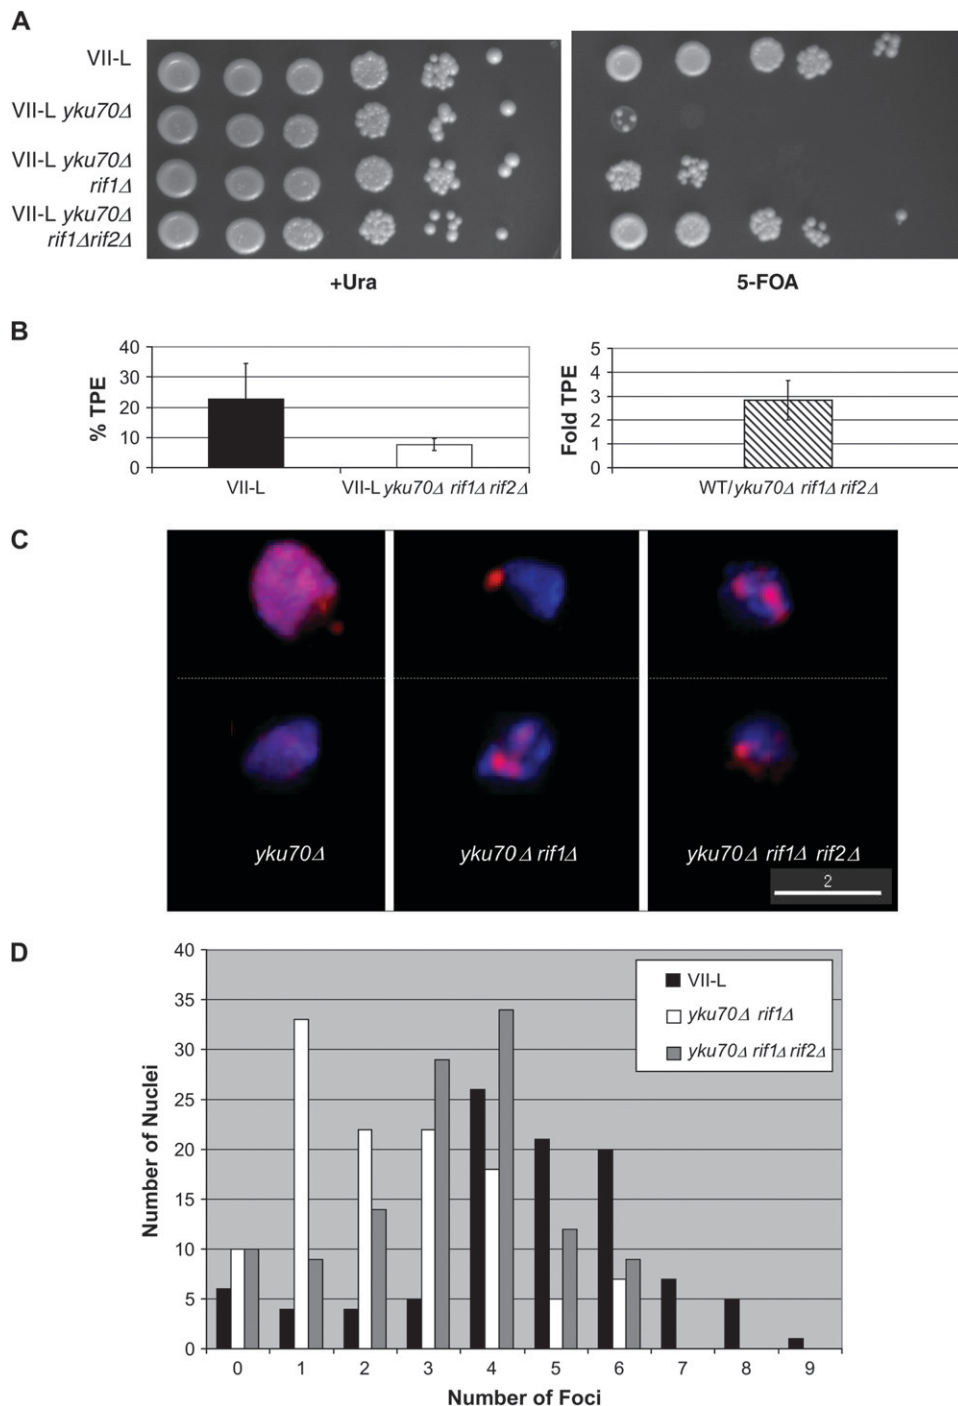 A
VII-L
VII-L yku70Δ
VII-L yku70Δ
rif1Δ
VII-L yku70Δ
rif1Δrif2Δ
+Ura
5-FOA
B
% TPE
40
30
20
10
0
VII-L
VII-L yku70Δ rif1Δ rif2Δ
Fold TPE
5
4
3
2
1
0
WT/yku70Δ rif1Δ rif2Δ
C
yku70Δ
yku70Δ rif1Δ
yku70Δ rif1Δ rif2Δ
2
D
Number of Nuclei
40
35
30
25
20
15
10
5
0
VII-L
yku70Δ rif1Δ
yku70Δ rif1Δ rif2Δ
0 1 2 3 4 5 6 7 8 9
Number of Foci